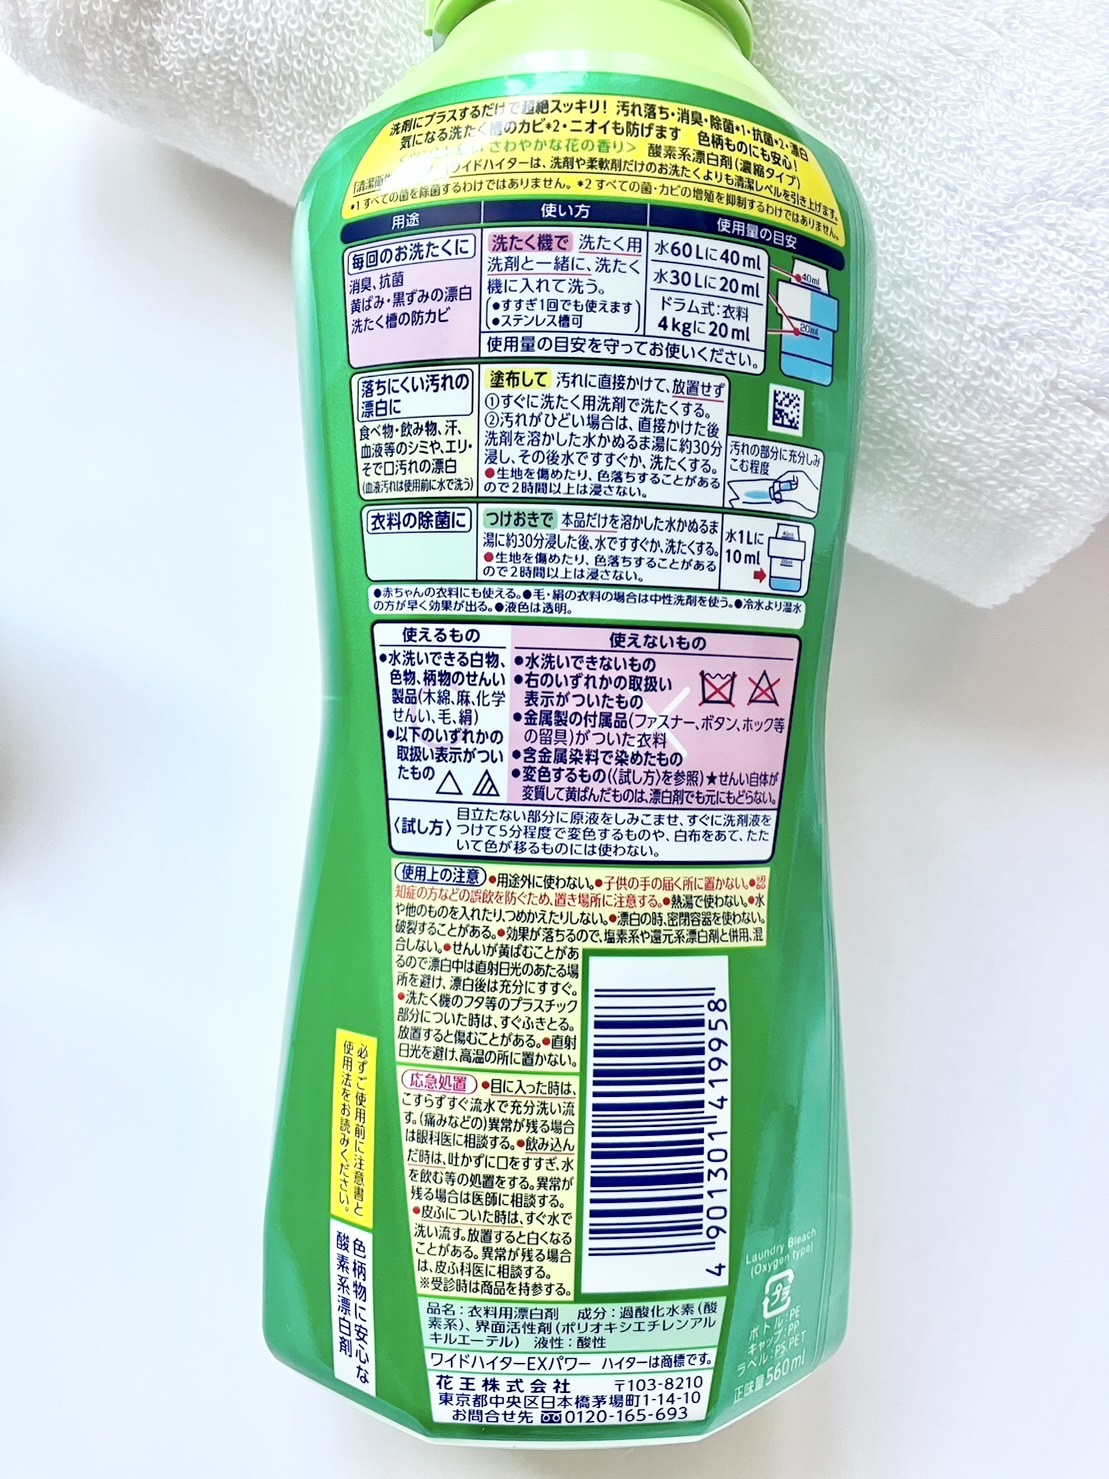 洗剤にプラスするだけで超絶スッキリ! 汚れ落ち・消臭・除菌*1・抗菌*2・漂白
気になる洗たく槽のカビ*2・ニオイも防げます 色柄ものにも安心!
さわやかな花の香り> 酸素系漂白剤(濃縮タイプ)
ワイドハイターは、洗剤や柔軟剤だけのお洗たくよりも清潔レベルを引き上げます。
*1 すべての菌を除菌するわけではありません。*2 すべての菌・カビの増殖を抑制するわけではありません。
用途 使い方 使用量の目安
毎回のお洗たくに
消臭、抗菌
黄ばみ・黒ずみの漂白
洗たく槽の防カビ
洗たく機で 洗たく用
洗剤と一緒に、洗たく
機に入れて洗う。
●すすぎ1回でも使えます
●ステンレス槽可
水60Lに40ml
水30Lに20ml
ドラム式:衣料
4kgに20ml
40ml
20ml
使用量の目安を守ってお使いください。
落ちにくい汚れの
漂白に
食べ物・飲み物、汗、
血液等のシミや、エリ・
そで口汚れの漂白
(血液汚れは使用前に水で洗う)
塗布して 汚れに直接かけて、放置せず
①すぐに洗たく用洗剤で洗たくする。
②汚れがひどい場合は、直接かけた後
洗剤を溶かした水かぬるま湯に約30分
浸し、その後水ですすぐか、洗たくする。
●生地を傷めたり、色落ちすることがある
ので2時間以上は浸さない。
汚れの部分に充分しみ
こむ程度
衣料の除菌に
つけおきで 本品だけを溶かした水かぬるま
湯に約30分浸した後、水ですすぐか、洗たくする。
●生地を傷めたり、色落ちすることがある
ので2時間以上は浸さない。
水1Lに
10ml
●赤ちゃんの衣料にも使える。●毛・絹の衣料の場合は中性洗剤を使う。●冷水より温水
の方が早く効果が出る。●液色は透明。
使えるもの
●水洗いできる白物、
色物、柄物のせんい
製品(木綿、麻、化学
せんい、毛、絹)
●以下のいずれかの
取扱い表示がつい
たもの
使えないもの
●水洗いできないもの
●右のいずれかの取扱い
表示がついたもの
●金属製の付属品(ファスナー、ボタン、ホック等
の留具)がついた衣料
●含金属染料で染めたもの
●変色するもの(〈試し方〉を参照)★せんい自体が
変質して黄ばんだものは、漂白剤でも元にもどらない。
〈試し方〉
目立たない部分に原液をしみこませ、すぐに洗剤液を
つけて5分程度で変色するものや、白布をあて、たた
いて色が移るものには使わない。
使用上の注意 ●用途外に使わない。●子供の手の届く所に置かない。●認
知症の方などの誤飲を防ぐため、置き場所に注意する。●熱湯で使わない。●水
や他のものを入れたり、つめかえたりしない。●漂白の時、密閉容器を使わない。
破裂することがある。●効果が落ちるので、塩素系や還元系漂白剤と併用、混
合しない。●せんいが黄ばむことがあ
るので漂白中は直射日光のあたる場
所を避け、漂白後は充分にすすぐ。
●洗たく機のフタ等のプラスチック
部分についた時は、すぐふきとる。
放置すると傷むことがある。●直射
日光を避け、高温の所に置かない。
応急処置 ●目に入った時は、
こすらずすぐ流水で充分洗い流
す。(痛みなどの)異常が残る場合
は眼科医に相談する。●飲み込ん
だ時は、吐かずに口をすすぎ、水
を飲む等の処置をする。異常が
残る場合は医師に相談する。
●皮ふについた時は、すぐ水で
洗い流す。放置すると白くなる
ことがある。異常が残る場合
は、皮ふ科医に相談する。
※受診時は商品を持参する。
4 901301 419958
必ずご使用前に注意書と
使用法をお読みください。
色柄物に安心な
酸素系漂白剤
品名:衣料用漂白剤 成分:過酸化水素(酸
素系)、界面活性剤(ポリオキシエチレンアル
キルエーテル) 液性:酸性
ワイドハイターEXパワー ハイターは商標です。
花王株式会社 〒103-8210
東京都中央区日本橋茅場町1-14-10
お問合せ先 0120-165-693
Laundry Bleach
(Oxygen type)
プラ
ボトル:PE
キャップ:PP
ラベル:PS,PET
正味量560ml